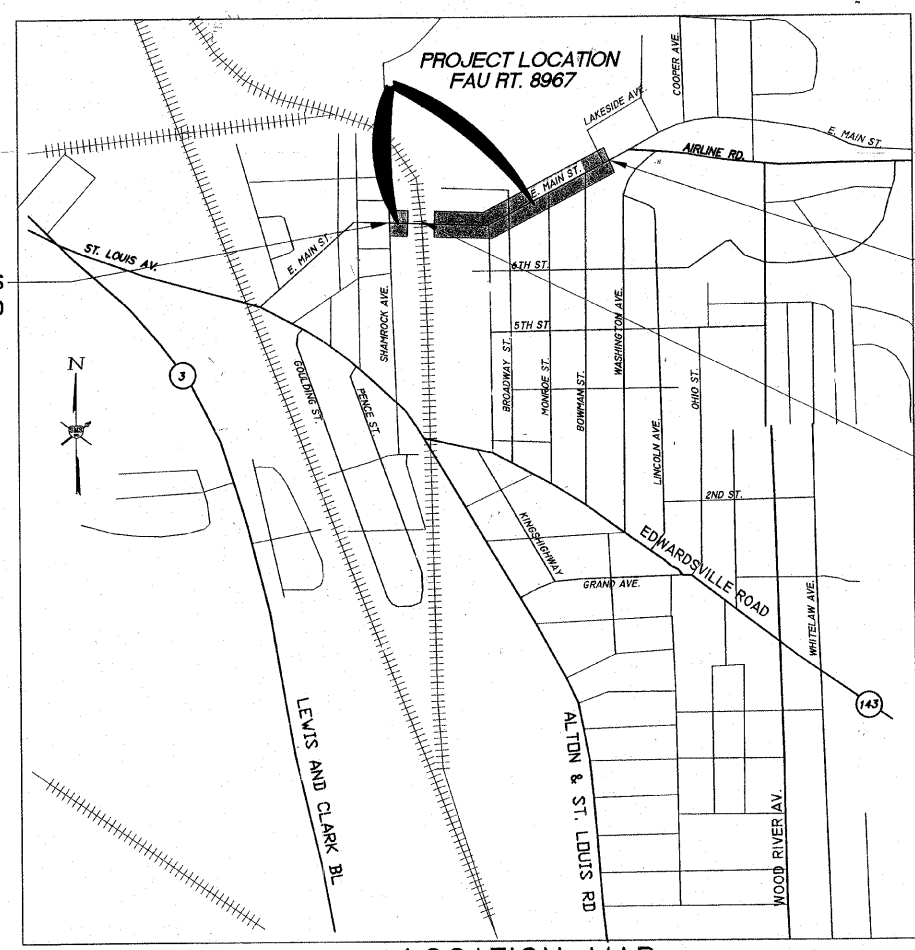 PROJECT LOCATION
FAU RT. 8967
COOPER AVE.
LAKESIDE AVE.
E. MAIN ST.
AIRLINE RD.
E. MAIN ST.
ST. LOUIS AV.
E. MAIN ST.
6TH ST.
SHAMROCK AVE.
5TH ST
WASHINGTON AVE.
N
3
GOULDING ST.
PENCE ST.
BROADWAY ST.
MONROE ST.
BOWMAN ST.
OHIO ST.
LINCOLN AVE.
2ND ST.
KINGSHIGHWAY
EDWARDSVILLE ROAD
GRAND AVE.
WHITELAW AVE.
143
LEWIS AND CLARK BL
ALTON & ST. LOUIS RD
WOOD RIVER AV.